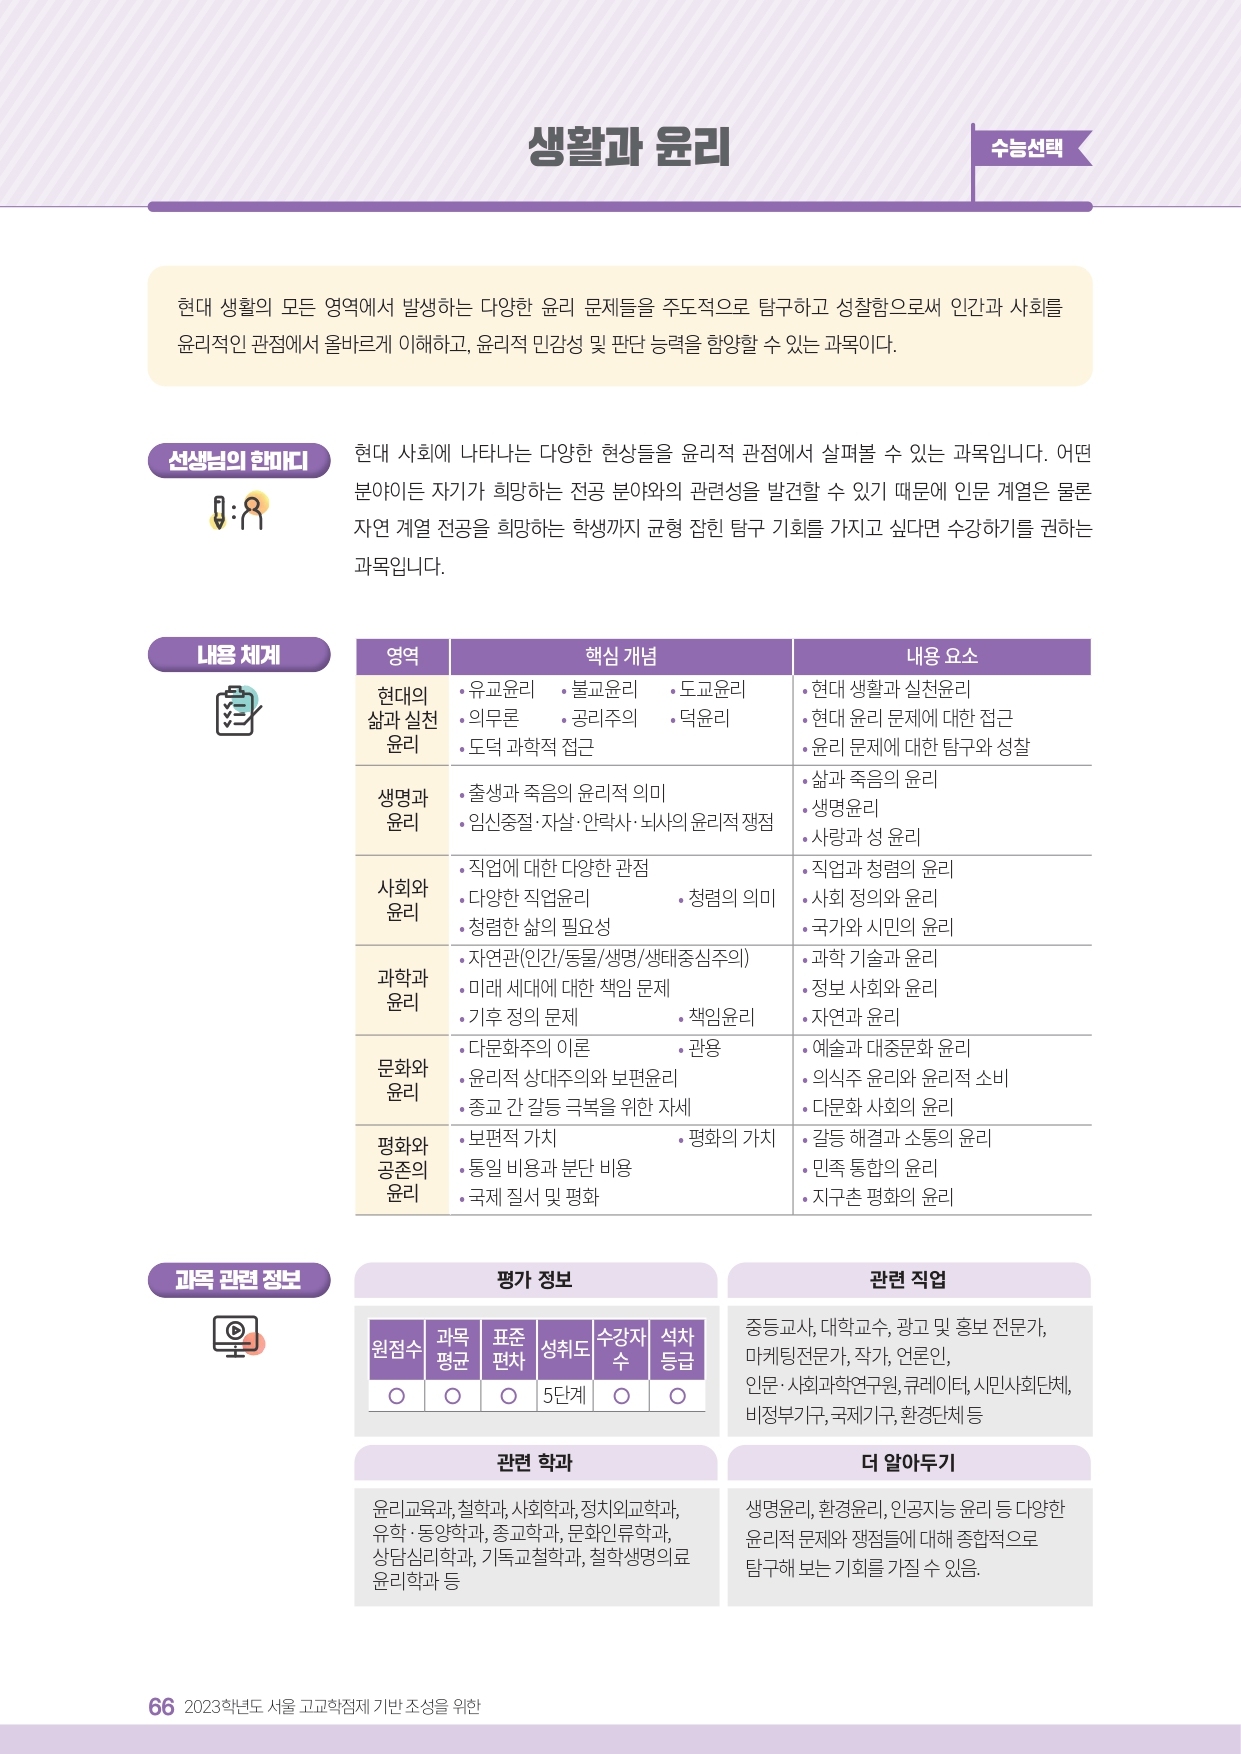 생활과 윤리
수능선택
현대 생활의 모든 영역에서 발생하는 다양한 윤리 문제들을 주도적으로 탐구하고 성찰함으로써 인간과 사회를
윤리적인 관점에서 올바르게 이해하고, 윤리적 민감성 및 판단 능력을 함양할 수 있는 과목이다.
선생님의 한마디
현대 사회에 나타나는 다양한 현상들을 윤리적 관점에서 살펴볼 수 있는 과목입니다. 어떤
분야이든 자기가 희망하는 전공 분야와의 관련성을 발견할 수 있기 때문에 인문 계열은 물론
자연 계열 전공을 희망하는 학생까지 균형 잡힌 탐구 기회를 가지고 싶다면 수강하기를 권하는
과목입니다.
내용 체계
영역 핵심 개념 내용 요소
현대의
삶과 실천
윤리
• 유교윤리 • 불교윤리 • 도교윤리
• 의무론 • 공리주의 • 덕윤리
• 도덕 과학적 접근
• 현대 생활과 실천윤리
• 현대 윤리 문제에 대한 접근
• 윤리 문제에 대한 탐구와 성찰
생명과
윤리
• 출생과 죽음의 윤리적 의미
• 임신중절·자살·안락사·뇌사의 윤리적 쟁점
• 삶과 죽음의 윤리
• 생명윤리
• 사랑과 성 윤리
사회와
윤리
• 직업에 대한 다양한 관점
• 다양한 직업윤리 • 청렴의 의미
• 청렴한 삶의 필요성
• 직업과 청렴의 윤리
• 사회 정의와 윤리
• 국가와 시민의 윤리
과학과
윤리
• 자연관(인간/동물/생명/생태중심주의)
• 미래 세대에 대한 책임 문제
• 기후 정의 문제 • 책임윤리
• 과학 기술과 윤리
• 정보 사회와 윤리
• 자연과 윤리
문화와
윤리
• 다문화주의 이론 • 관용
• 윤리적 상대주의와 보편윤리
• 종교 간 갈등 극복을 위한 자세
• 예술과 대중문화 윤리
• 의식주 윤리와 윤리적 소비
• 다문화 사회의 윤리
평화와
공존의
윤리
• 보편적 가치 • 평화의 가치
• 통일 비용과 분단 비용
• 국제 질서 및 평화
• 갈등 해결과 소통의 윤리
• 민족 통합의 윤리
• 지구촌 평화의 윤리
과목 관련 정보
평가 정보
원점수 과목 평균 표준 편차 성취도 수강자 수 석차 등급
○ ○ ○ 5단계 ○ ○
관련 직업
중등교사, 대학교수, 광고 및 홍보 전문가,
마케팅전문가, 작가, 언론인,
인문·사회과학연구원, 큐레이터, 시민사회단체,
비정부기구, 국제기구, 환경단체 등
관련 학과
윤리교육과, 철학과, 사회학과, 정치외교학과,
유학·동양학과, 종교학과, 문화인류학과,
상담심리학과, 기독교철학과, 철학생명의료
윤리학과 등
더 알아두기
생명윤리, 환경윤리, 인공지능 윤리 등 다양한
윤리적 문제와 쟁점들에 대해 종합적으로
탐구해 보는 기회를 가질 수 있음.
66 2023학년도 서울 고교학점제 기반 조성을 위한